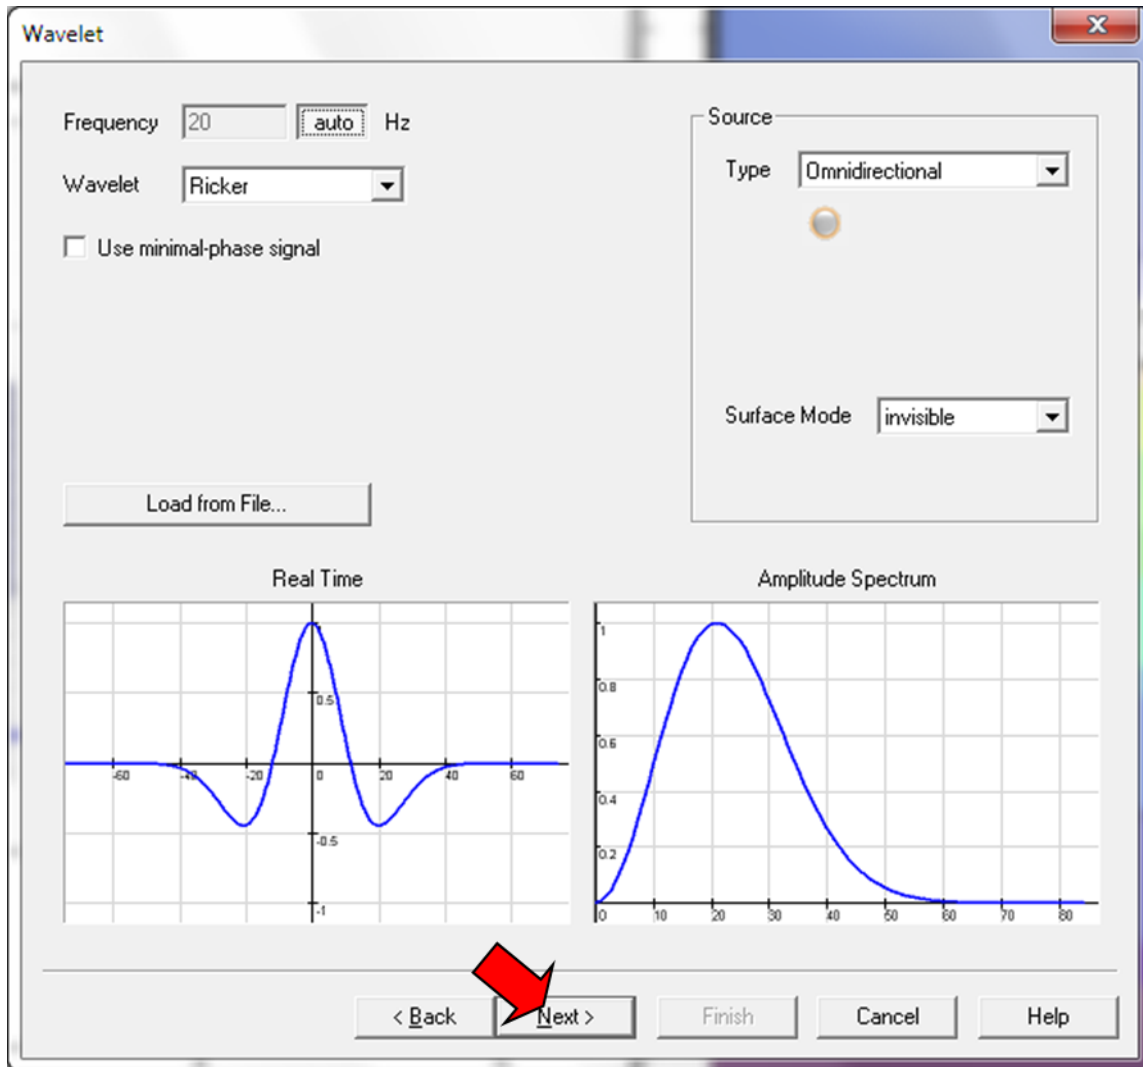 Wavelet
x
Frequency 20 auto Hz
Wavelet Ricker
Use minimal-phase signal
Load from File...
Source
Type Omnidirectional
Surface Mode invisible
Real Time
1
0.5
-60 -40 -20 0 20 40 60
-0.5
-1
Amplitude Spectrum
1
0.8
0.6
0.4
0.2
0 10 20 30 40 50 60 70 80
< Back Next > Finish Cancel Help